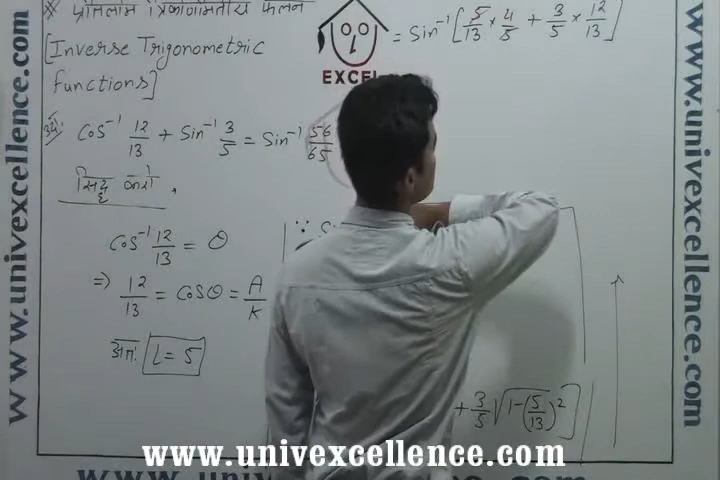 * प्रतिलोम त्रिकोणमितीय फलन
[Inverse Trigonometric
Functions]
EXCEL
= Sin⁻¹[5/13 × 4/5 + 3/5 × 12/13]
उदा: Cos⁻¹ 12/13 + Sin⁻¹ 3/5 = Sin⁻¹ 56/65
सिद्ध करो।
Cos⁻¹ 12/13 = θ
⇒ 12/13 = cosθ = A/K
अतः L = 5
∵
+ 3/5 √1-(5/13)²]
www.univexcellence.com
www.univexcellence.com
www.univexcellence.com